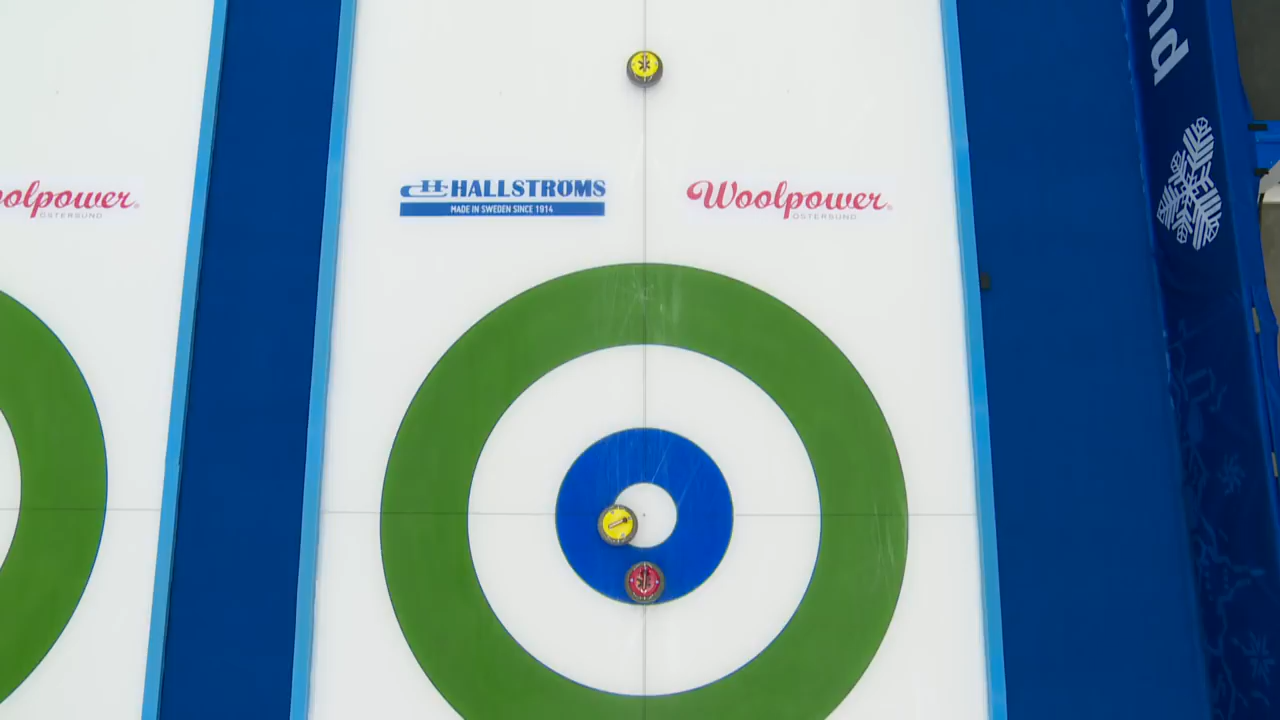 HALLSTRÖMS
MADE IN SWEDEN SINCE 1914
Woolpower
ÖSTERSUND
oolpower
ÖSTERSUND